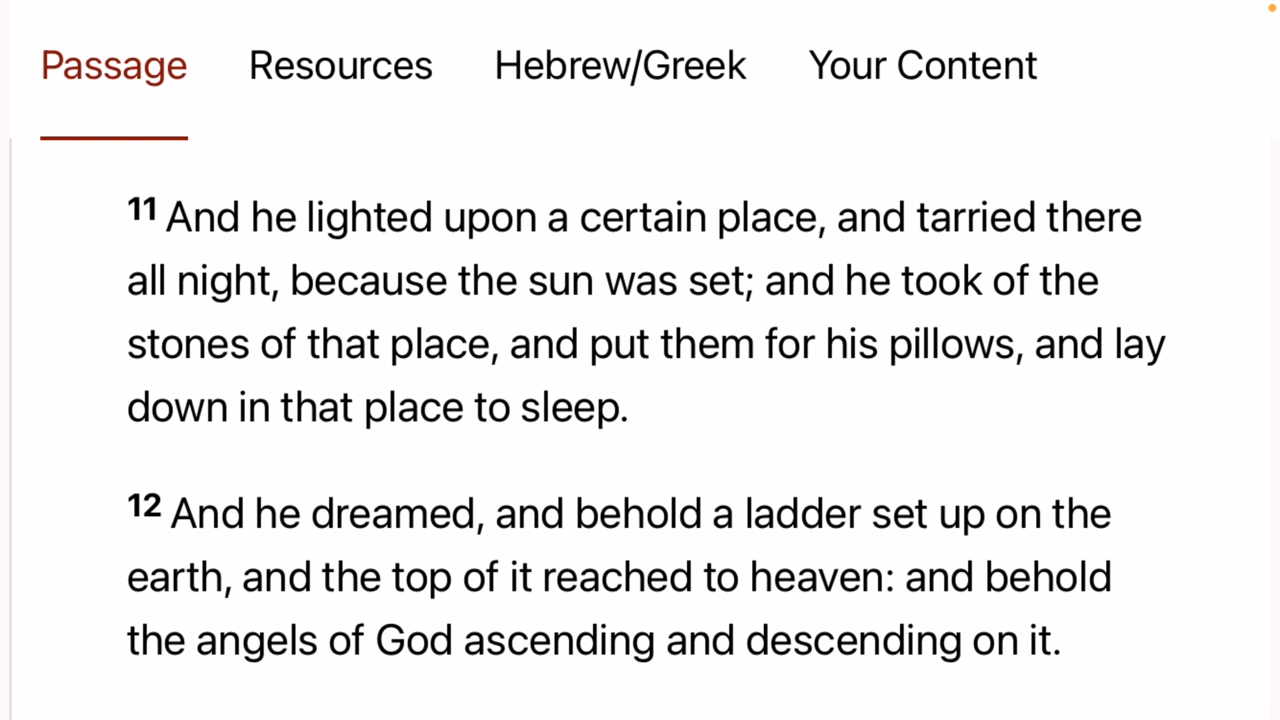 Passage Resources Hebrew/Greek Your Content
11 And he lighted upon a certain place, and tarried there
all night, because the sun was set; and he took of the
stones of that place, and put them for his pillows, and lay
down in that place to sleep.
12 And he dreamed, and behold a ladder set up on the
earth, and the top of it reached to heaven: and behold
the angels of God ascending and descending on it.